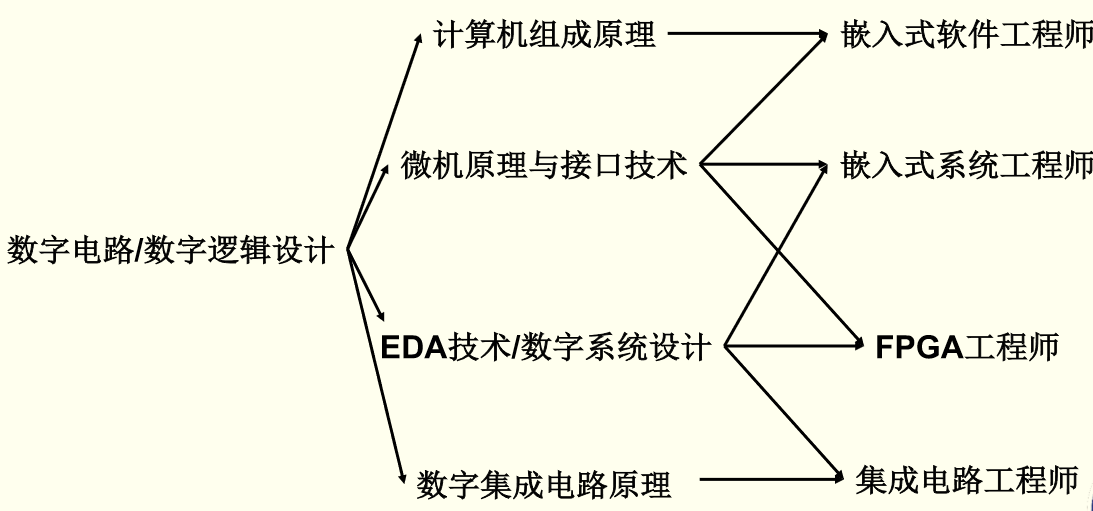 计算机组成原理
嵌入式软件工程师
微机原理与接口技术
嵌入式系统工程师
数字电路/数字逻辑设计
EDA技术/数字系统设计
FPGA工程师
数字集成电路原理
集成电路工程师